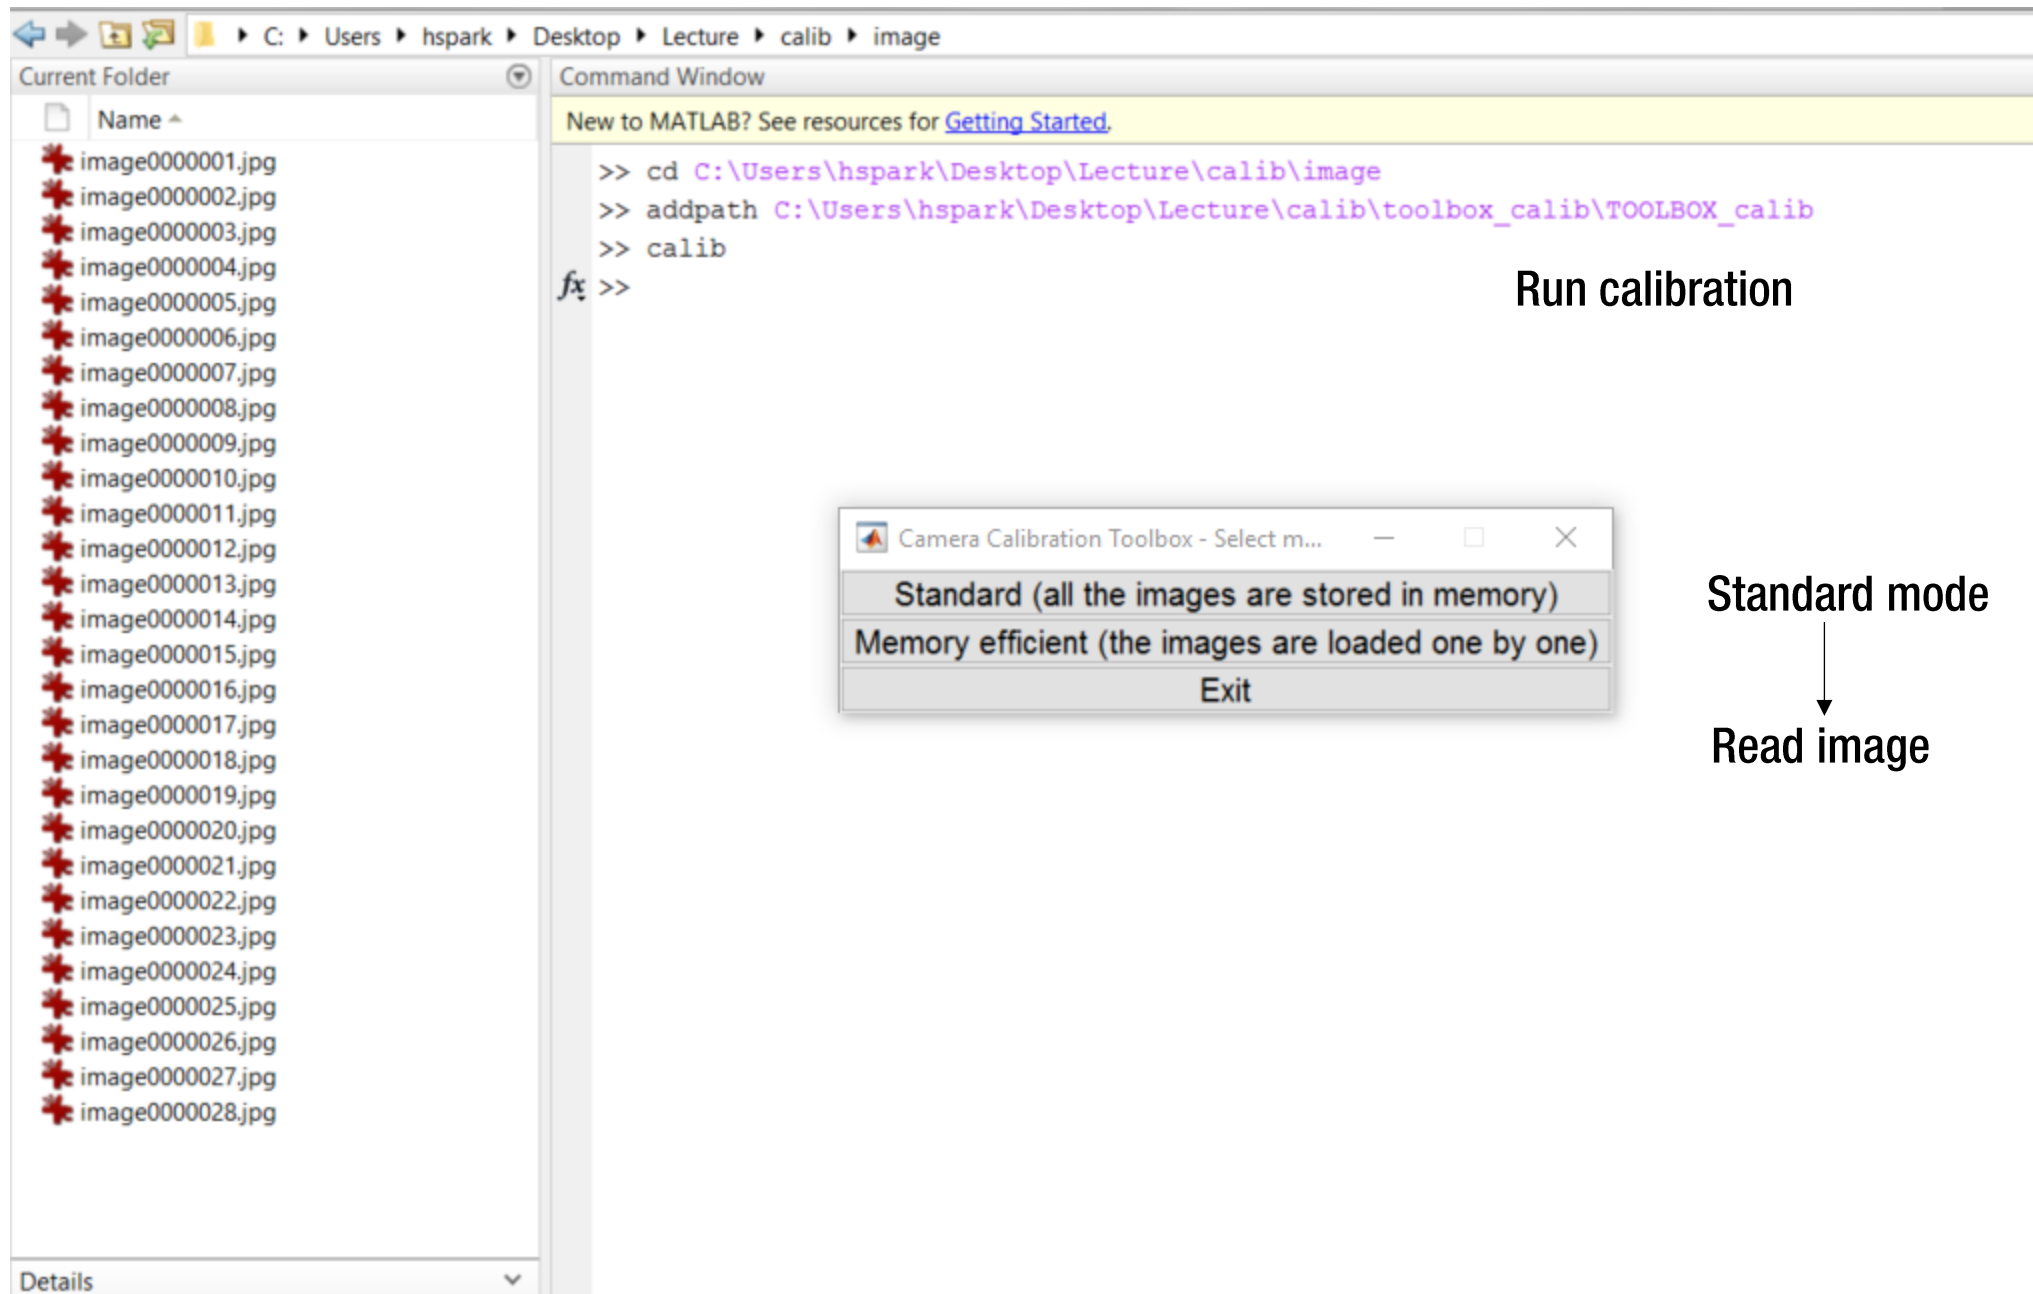 C: Users hspark Desktop Lecture calib image
Current Folder
Name
image0000001.jpg
image0000002.jpg
image0000003.jpg
image0000004.jpg
image0000005.jpg
image0000006.jpg
image0000007.jpg
image0000008.jpg
image0000009.jpg
image0000010.jpg
image0000011.jpg
image0000012.jpg
image0000013.jpg
image0000014.jpg
image0000015.jpg
image0000016.jpg
image0000017.jpg
image0000018.jpg
image0000019.jpg
image0000020.jpg
image0000021.jpg
image0000022.jpg
image0000023.jpg
image0000024.jpg
image0000025.jpg
image0000026.jpg
image0000027.jpg
image0000028.jpg
Details
Command Window
New to MATLAB? See resources for Getting Started.
>> cd C:\Users\hspark\Desktop\Lecture\calib\image
>> addpath C:\Users\hspark\Desktop\Lecture\calib\toolbox_calib\TOOLBOX_calib
>> calib
fx >>
Run calibration
Camera Calibration Toolbox - Select m...
Standard (all the images are stored in memory)
Memory efficient (the images are loaded one by one)
Exit
Standard mode
Read image